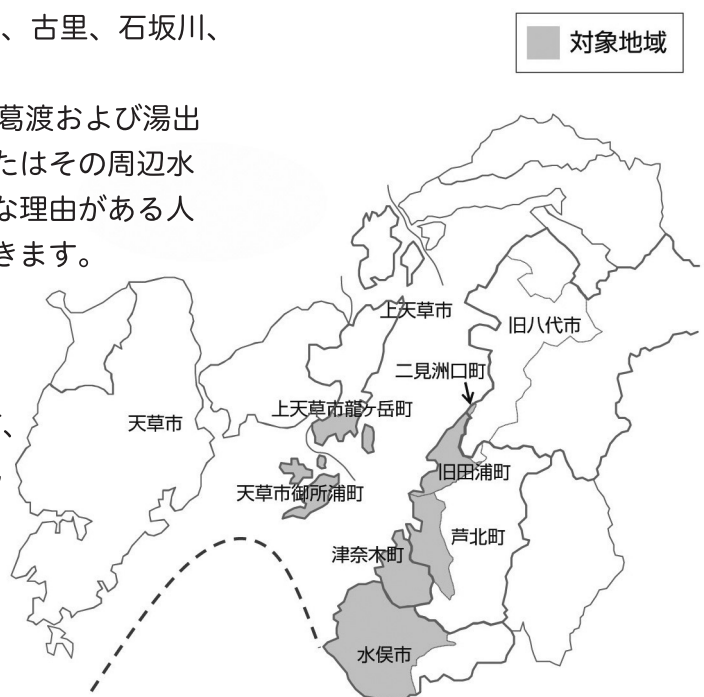 、古里、石坂川、
葛渡および湯出
たはその周辺水
な理由がある人
きます。
、
対象地域
上天草市
旧八代市
二見洲口町
上天草市龍ヶ岳町
天草市
旧田浦町
天草市御所浦町
芦北町
津奈木町
水俣市